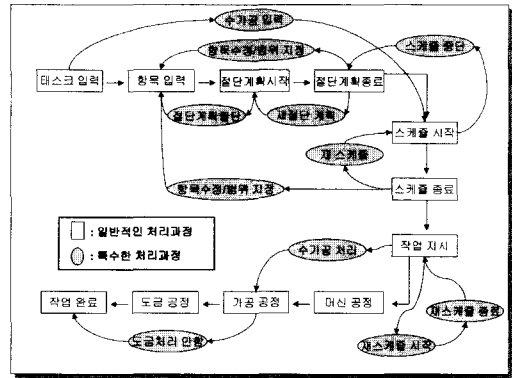 수가공 입력
항목수정/범위 지정
스케쥴 중단
태스크 입력
항목 입력
절단계획시작
절단계획종료
절단계획중단
재절단 계획
스케쥴 시작
재 스케쥴
항목수정/범위 지정
스케쥴 종료
: 일반적인 처리과정
: 특수한 처리과정
수가공 처리
작업 지시
작업 완료
도금 공정
가공 공정
머신 공정
재스케쥴 종료
도금처리 안함
재스케쥴 시작